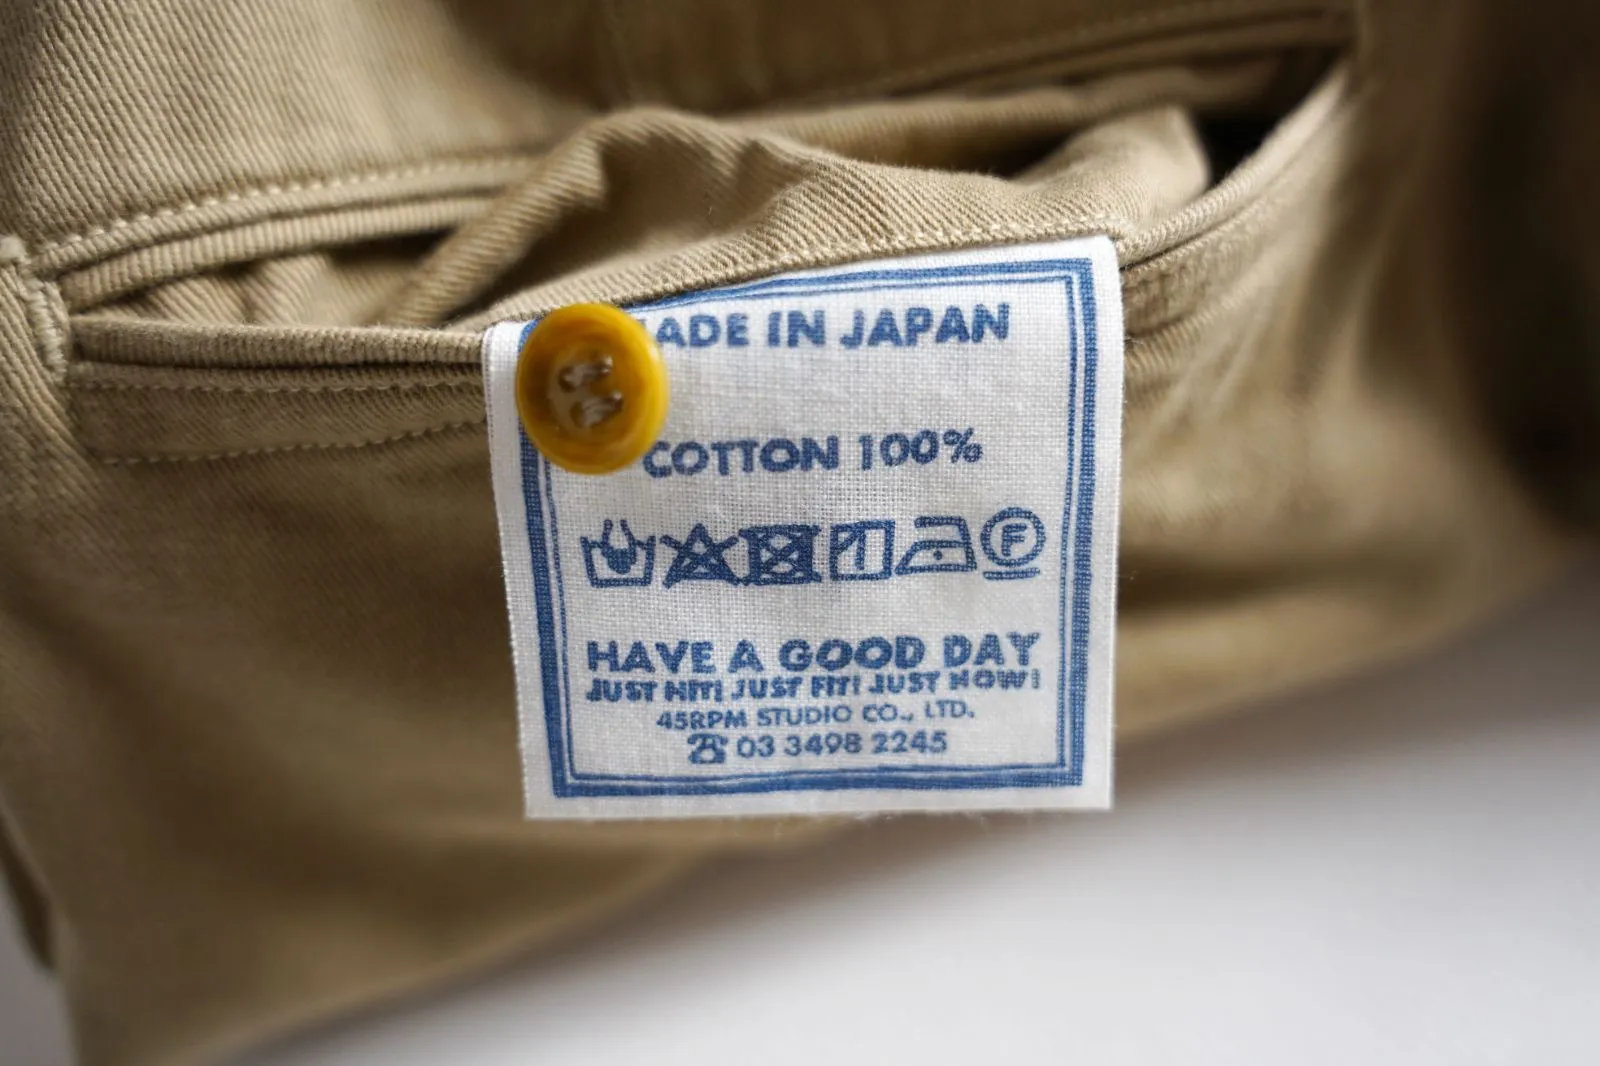 ADE IN JAPAN
COTTON 100%
F
HAVE A GOOD DAY
JUST HIT! JUST FIT! JUST NOW!
45RPM STUDIO CO., LTD.
☎ 03 3498 2245